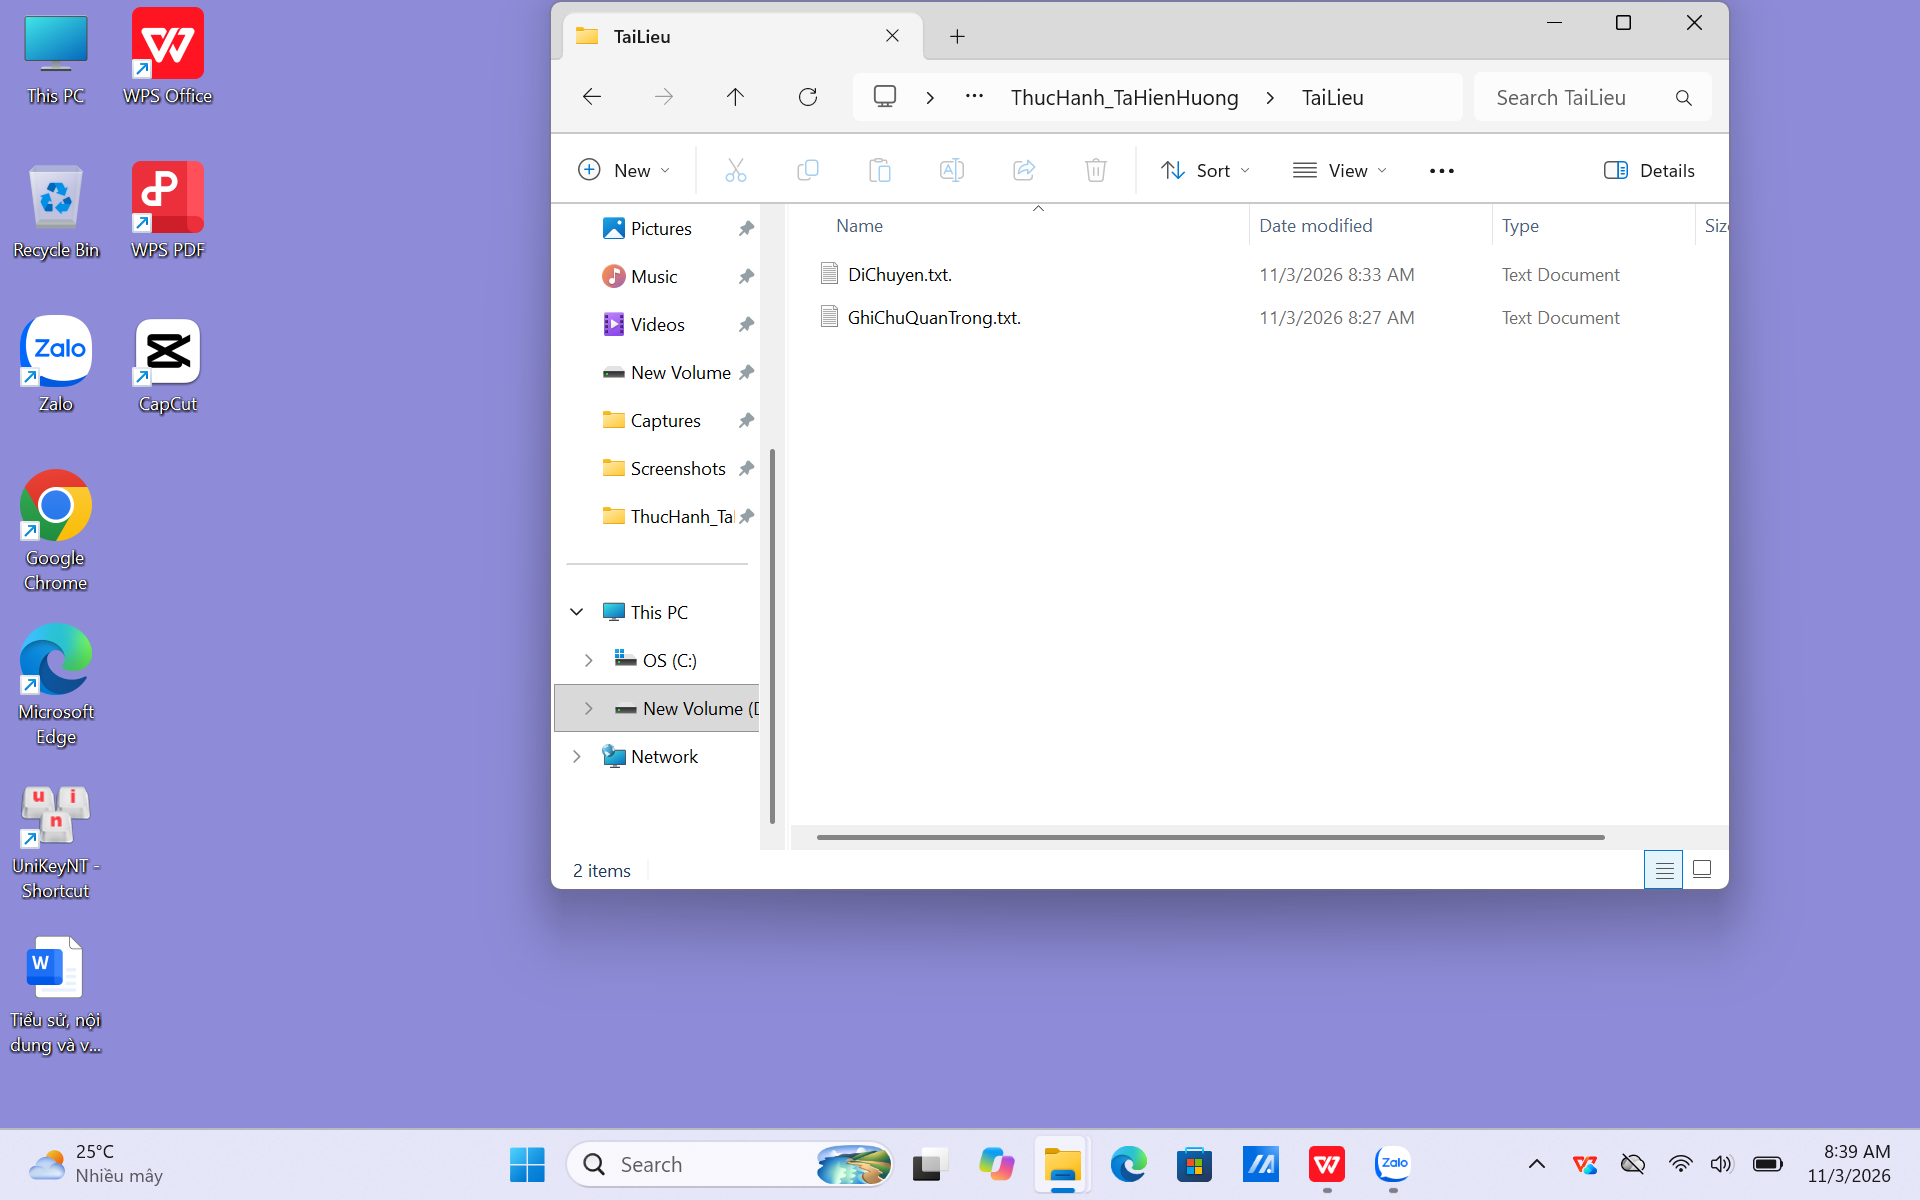 This PC
WPS Office
Recycle Bin
WPS PDF
Zalo
Zalo
CapCut
Google
Chrome
Microsoft
Edge
u i
n
UniKeyNT -
Shortcut
W
Tiểu sử, nội
dung và v...
TaiLieu
ThucHanh_TaHienHuong
TaiLieu
Search TaiLieu
New
Sort
View
Details
Pictures
Music
Videos
New Volume
Captures
Screenshots
ThucHanh_Ta
This PC
OS (C:)
New Volume (D
Network
Name
Date modified
Type
Siz
DiChuyen.txt.
11/3/2026 8:33 AM
Text Document
GhiChuQuanTrong.txt.
11/3/2026 8:27 AM
Text Document
2 items
25°C
Nhiều mây
Search
Zalo
8:39 AM
11/3/2026